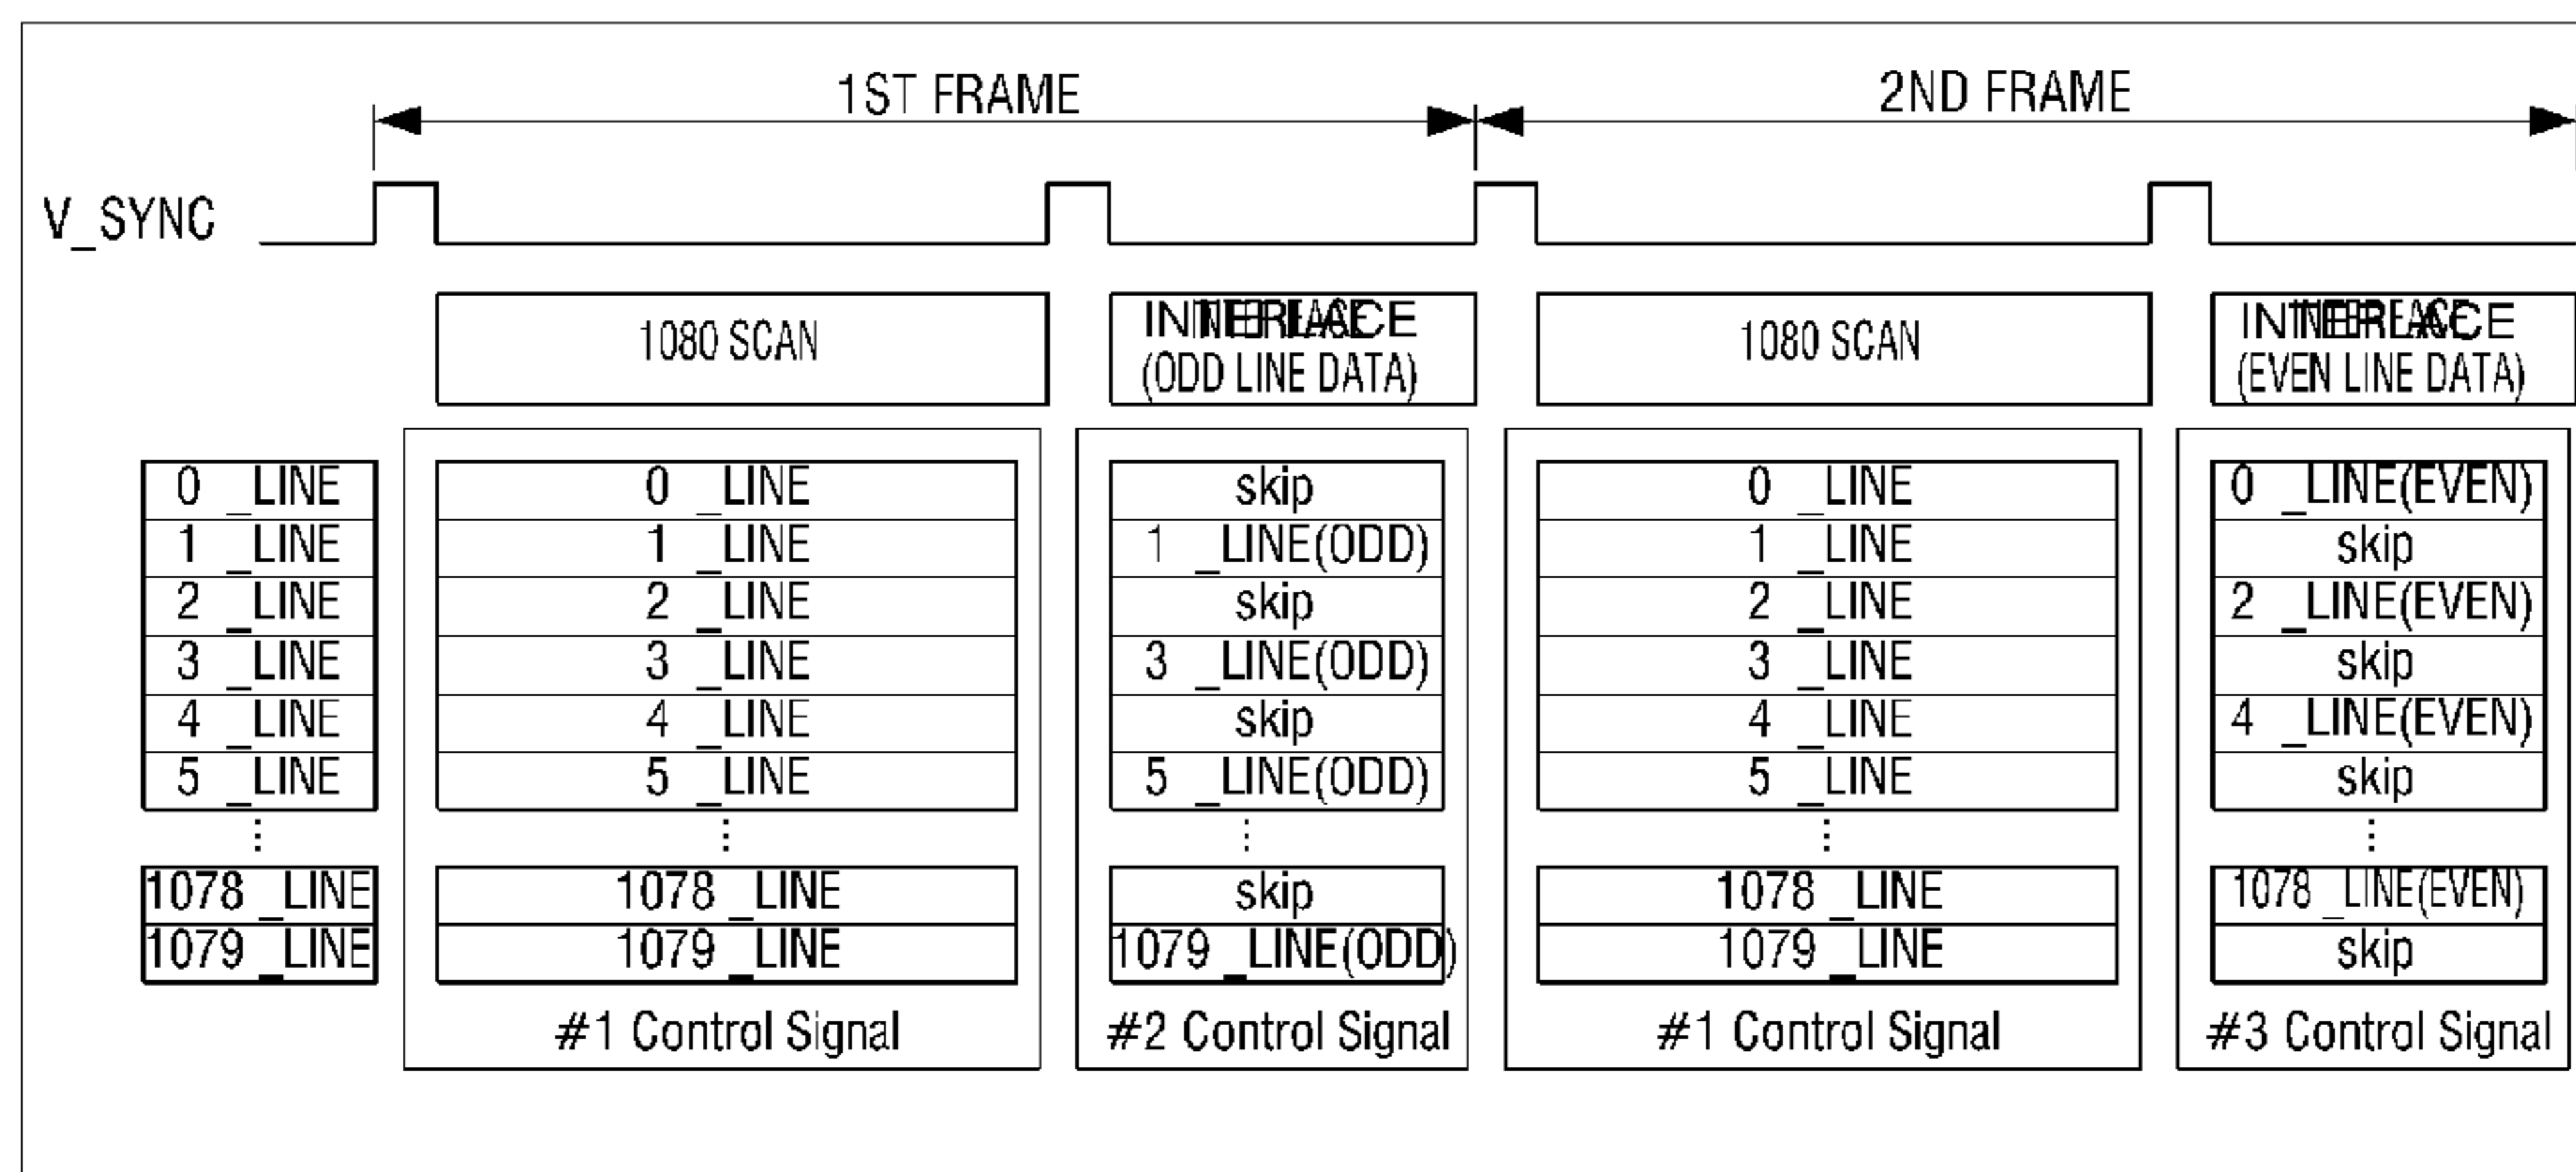 1ST FRAME 2ND FRAME
V_SYNC
1080 SCAN INTERLACE 1080 SCAN INTERLACE
(ODD LINE DATA) (EVEN LINE DATA)
0 _LINE 0 _LINE skip 0 _LINE 0 _LINE(EVEN)
1 _LINE 1 _LINE 1 _LINE(ODD) 1 _LINE skip
2 _LINE 2 _LINE skip 2 _LINE 2 _LINE(EVEN)
3 _LINE 3 _LINE 3 _LINE(ODD) 3 _LINE skip
4 _LINE 4 _LINE skip 4 _LINE 4 _LINE(EVEN)
5 _LINE 5 _LINE 5 _LINE(ODD) 5 _LINE skip
⋮ ⋮ ⋮ ⋮ ⋮
1078 _LINE 1078 _LINE skip 1078 _LINE 1078 _LINE(EVEN)
1079 _LINE 1079 _LINE 1079 _LINE(ODD) 1079 _LINE skip
#1 Control Signal #2 Control Signal #1 Control Signal #3 Control Signal